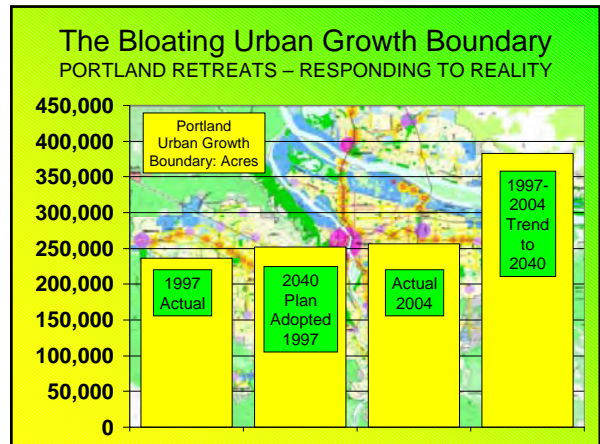 The Bloating Urban Growth Boundary
PORTLAND RETREATS – RESPONDING TO REALITY
450,000
400,000
350,000
300,000
250,000
200,000
150,000
100,000
50,000
0
Portland
Urban Growth
Boundary: Acres
1997
Actual
2040
Plan
Adopted
1997
Actual
2004
1997-
2004
Trend
to
2040